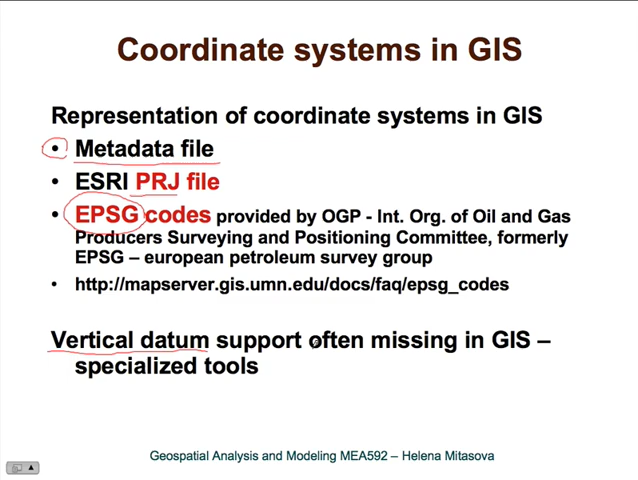 Coordinate systems in GIS
Representation of coordinate systems in GIS
• Metadata file
• ESRI PRJ file
• EPSG codes provided by OGP - Int. Org. of Oil and Gas
Producers Surveying and Positioning Committee, formerly
EPSG – european petroleum survey group
• http://mapserver.gis.umn.edu/docs/faq/epsg_codes
Vertical datum support often missing in GIS –
specialized tools
Geospatial Analysis and Modeling MEA592 – Helena Mitasova